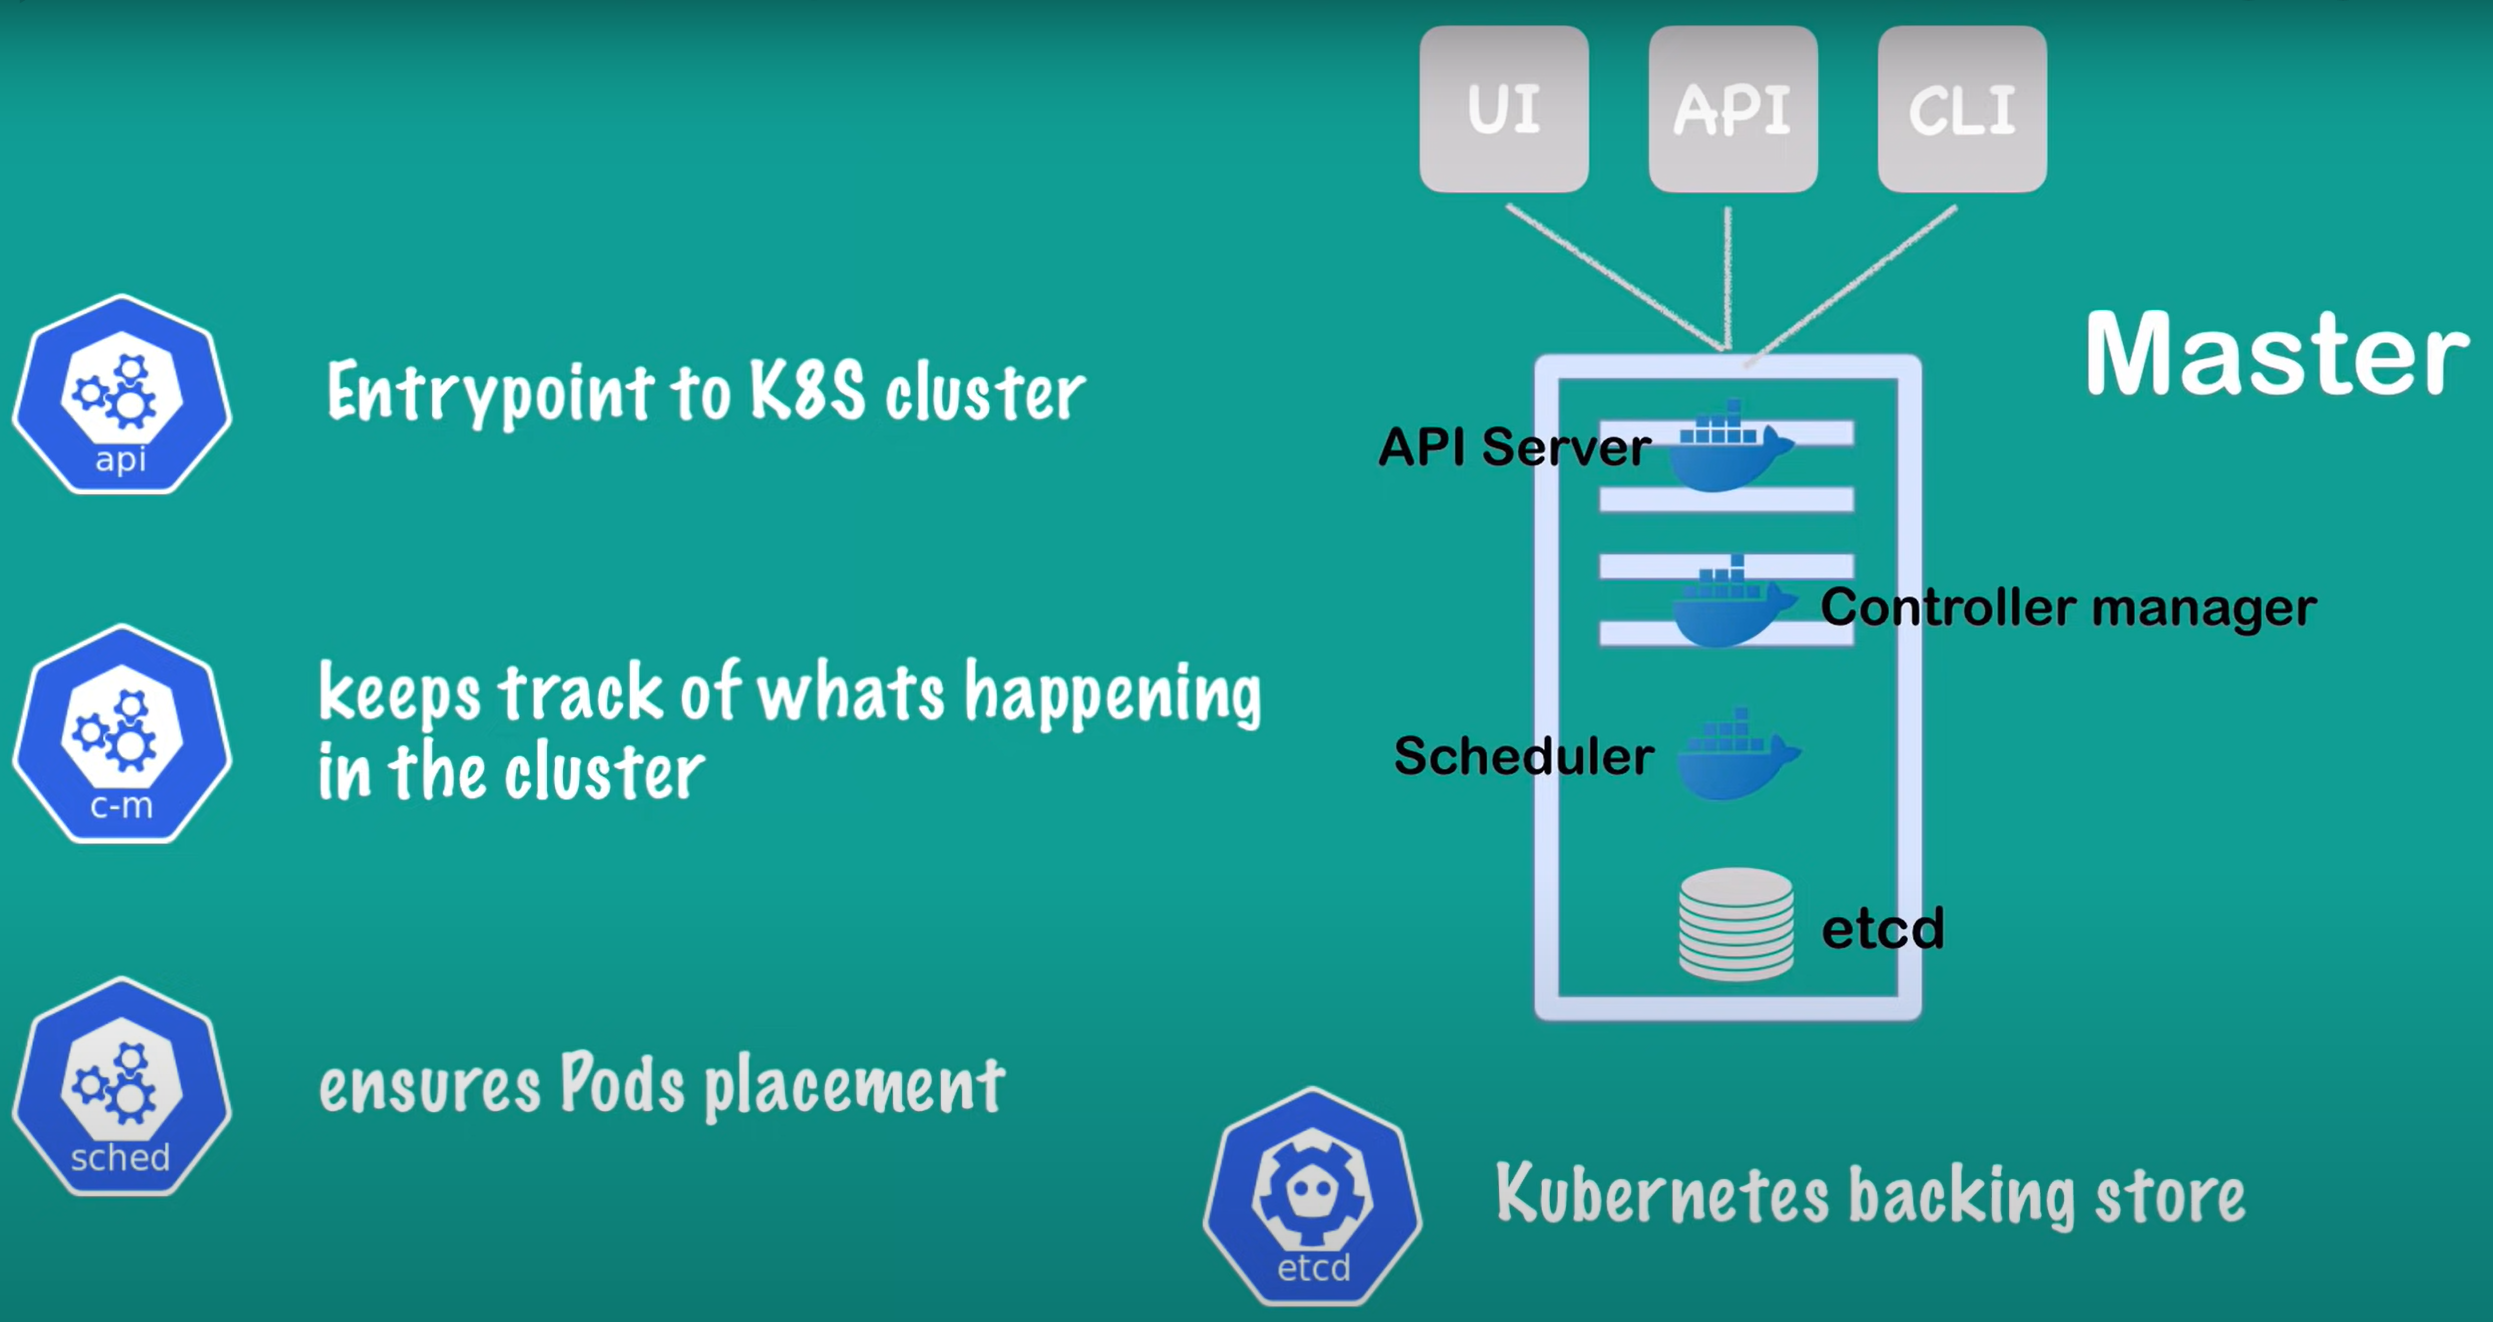 UI
API
CLI
Master
api
Entrypoint to K8S cluster
API Server
c-m
keeps track of whats happening
in the cluster
Controller manager
Scheduler
etcd
sched
ensures Pods placement
etcd
Kubernetes backing store